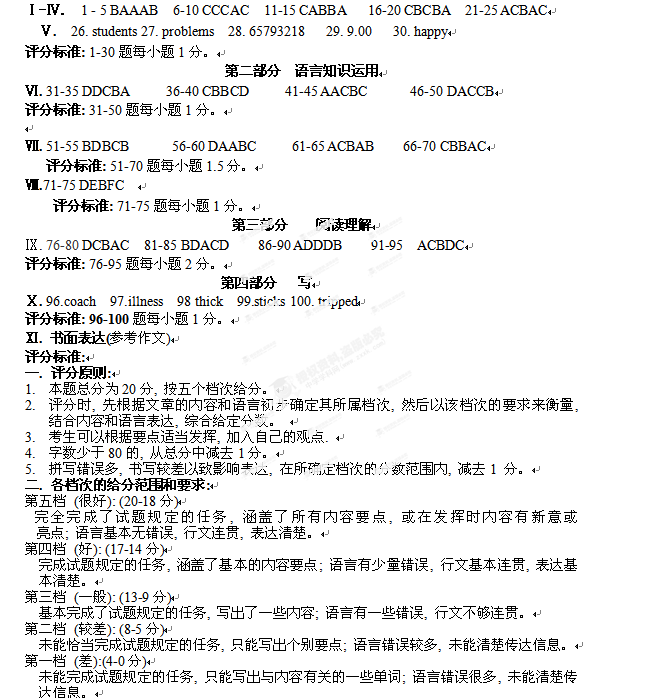 Ⅰ-Ⅳ. 1 - 5 BAAAB 6-10 CCCAC 11-15 CABBA 16-20 CBCBA 21-25 ACBAC
Ⅴ. 26. students 27. problems 28. 65793218 29. 9.00 30. happy
评分标准: 1-30 题每小题 1 分。
第二部分 语言知识运用
Ⅵ. 31-35 DDCBA 36-40 CBBCD 41-45 AACBC 46-50 DACCB
评分标准: 31-50 题每小题 1 分。
Ⅶ. 51-55 BDBCB 56-60 DAABC 61-65 ACBAB 66-70 CBBAC
评分标准: 51-70 题每小题 1.5 分。
Ⅷ.71-75 DEBFC
评分标准: 71-75 题每小题 1 分。
第三部分 阅读理解
Ⅸ. 76-80 DCBAC 81-85 BDACD 86-90 ADDDB 91-95 ACBDC
评分标准: 76-95 题每小题 2 分。
第四部分 写
Ⅹ. 96.coach 97.illness 98 thick 99.sticks 100. tripped
评分标准: 96-100 题每小题 1 分。
Ⅺ. 书面表达(参考作文)
评分标准:
一. 评分原则:
1. 本题总分为 20 分, 按五个档次给分。
2. 评分时, 先根据文章的内容和语言初步确定其所属档次, 然后以该档次的要求来衡量,
结合内容和语言表达, 综合给定分数。
3. 考生可以根据要点适当发挥, 加入自己的观点.
4. 字数少于 80 的, 从总分中减去 1 分。
5. 拼写错误多, 书写较差以致影响表达, 在所确定档次的分数范围内, 减去 1 分。
二. 各档次的给分范围和要求:
第五档 (很好): (20-18 分)
完全完成了试题规定的任务, 涵盖了所有内容要点, 或在发挥时内容有新意或
亮点; 语言基本无错误, 行文连贯, 表达清楚。
第四档 (好): (17-14 分)
完成试题规定的任务, 涵盖了基本的内容要点; 语言有少量错误, 行文基本连贯, 表达基
本清楚。
第三档 (一般): (13-9 分)
基本完成了试题规定的任务, 写出了一些内容; 语言有一些错误, 行文不够连贯。
第二档 (较差): (8-5 分)
未能恰当完成试题规定的任务, 只能写出个别要点; 语言错误较多, 未能清楚传达信息。
第一档 (差):(4-0 分)
未能完成试题规定的任务, 只能写出与内容有关的一些单词; 语言错误很多, 未能清楚传
达信息。